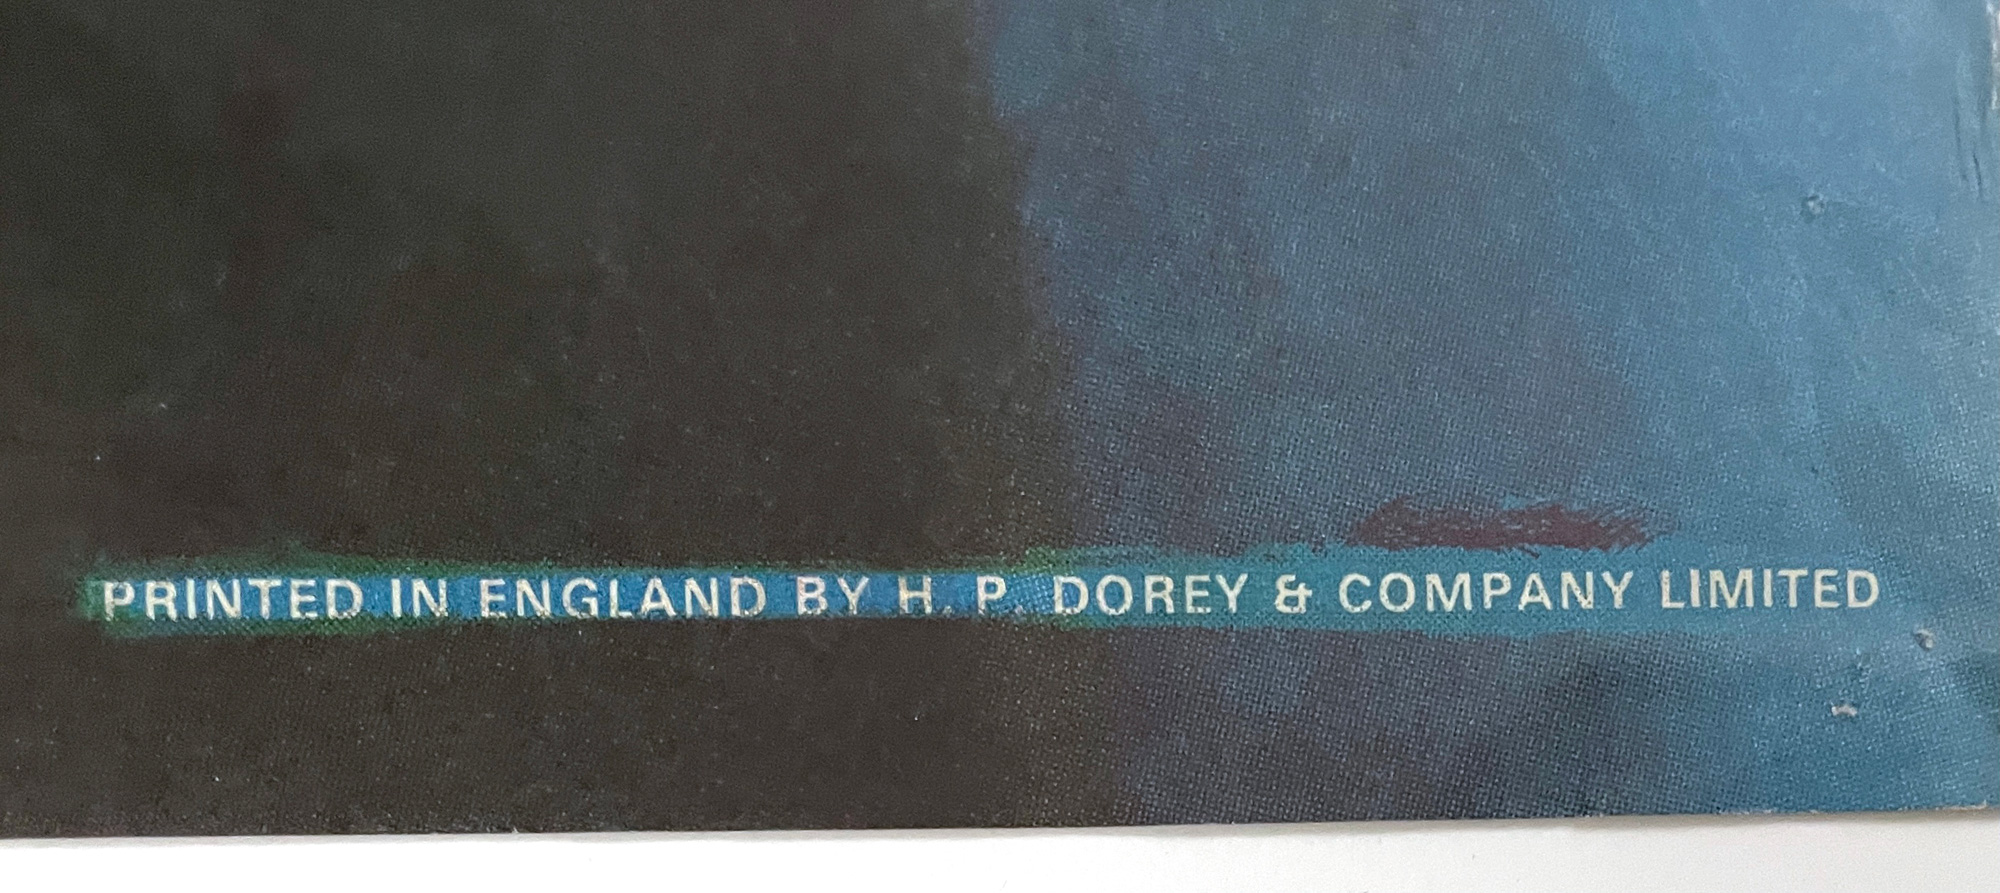 PRINTED IN ENGLAND BY H. P. DOREY & COMPANY LIMITED